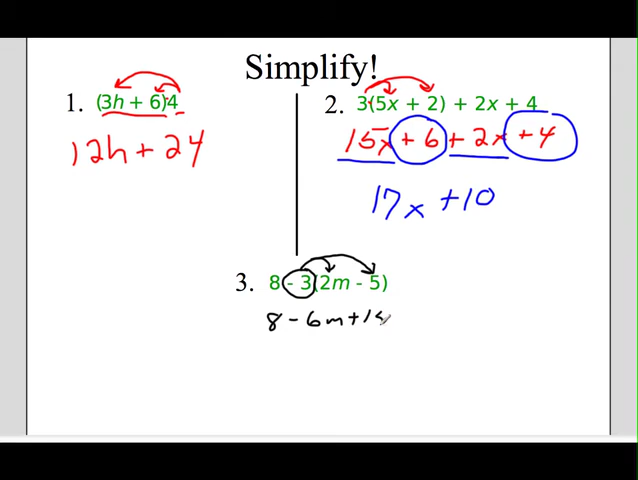 Simplify!
1. (3h + 6)4
12h + 24
2. 3(5x + 2) + 2x + 4
15x + 6 + 2x + 4
17x + 10
3. 8 - 3(2m - 5)
8 - 6m + 15